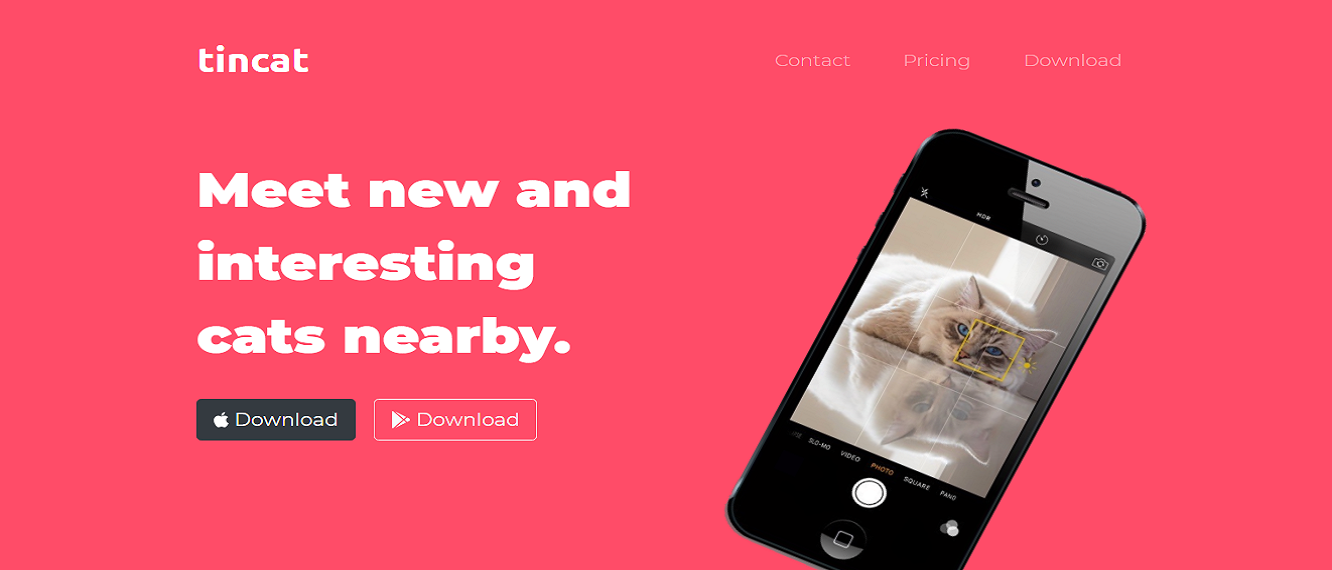 tincat
Contact Pricing Download
Meet new and
interesting
cats nearby.
Download Download
HDR
SLO-MO VIDEO PHOTO SQUARE PANO